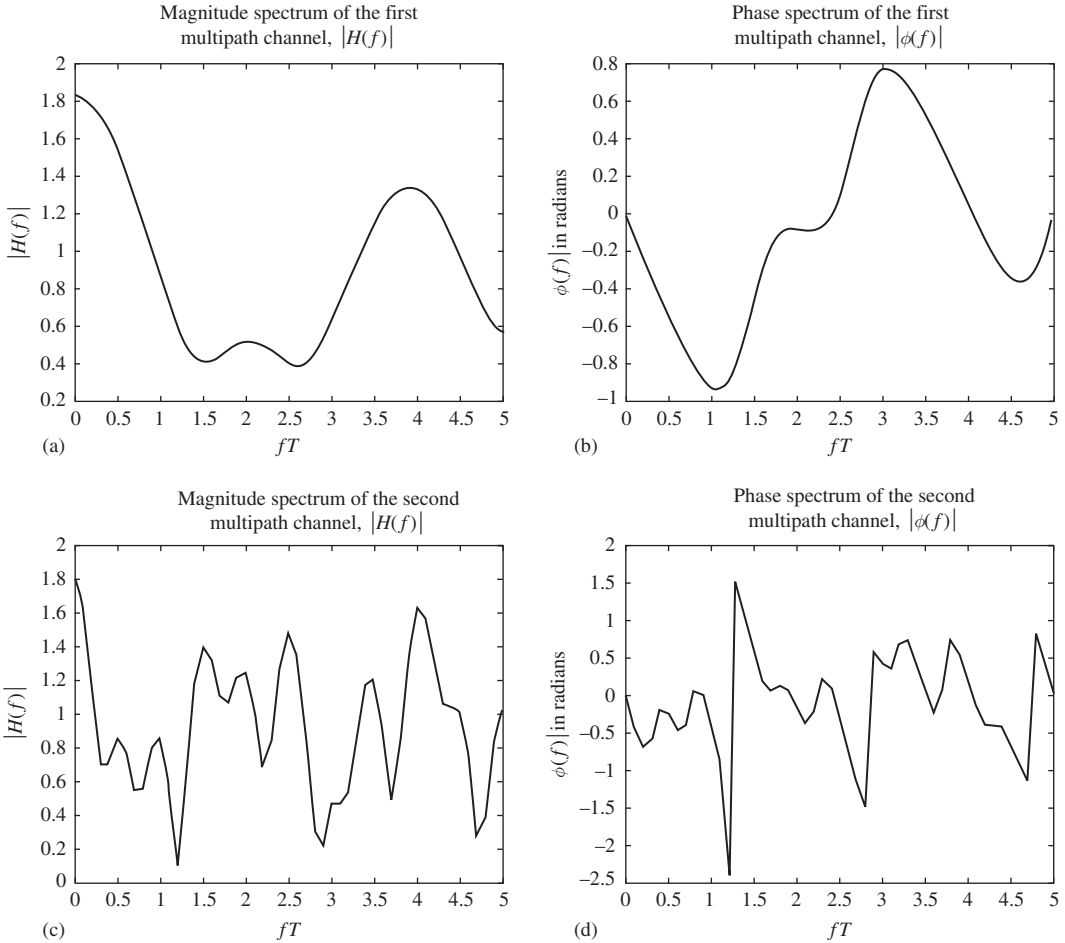 Magnitude spectrum of the first
multipath channel, |H(f)|
2
1.8
1.6
1.4
1.2
1
0.8
0.6
0.4
0.2
|H(f)|
0 0.5 1 1.5 2 2.5 3 3.5 4 4.5 5
fT
(a)
Phase spectrum of the first
multipath channel, |ϕ(f)|
0.8
0.6
0.4
0.2
0
−0.2
−0.4
−0.6
−0.8
−1
ϕ(f)| in radians
0 0.5 1 1.5 2 2.5 3 3.5 4 4.5 5
fT
(b)
Magnitude spectrum of the second
multipath channel, |H(f)|
2
1.8
1.6
1.4
1.2
1
0.8
0.6
0.4
0.2
0
|H(f)|
0 0.5 1 1.5 2 2.5 3 3.5 4 4.5 5
fT
(c)
Phase spectrum of the second
multipath channel, |ϕ(f)|
2
1.5
1
0.5
0
−0.5
−1
−1.5
−2
−2.5
ϕ(f)| in radians
0 0.5 1 1.5 2 2.5 3 3.5 4 4.5 5
fT
(d)